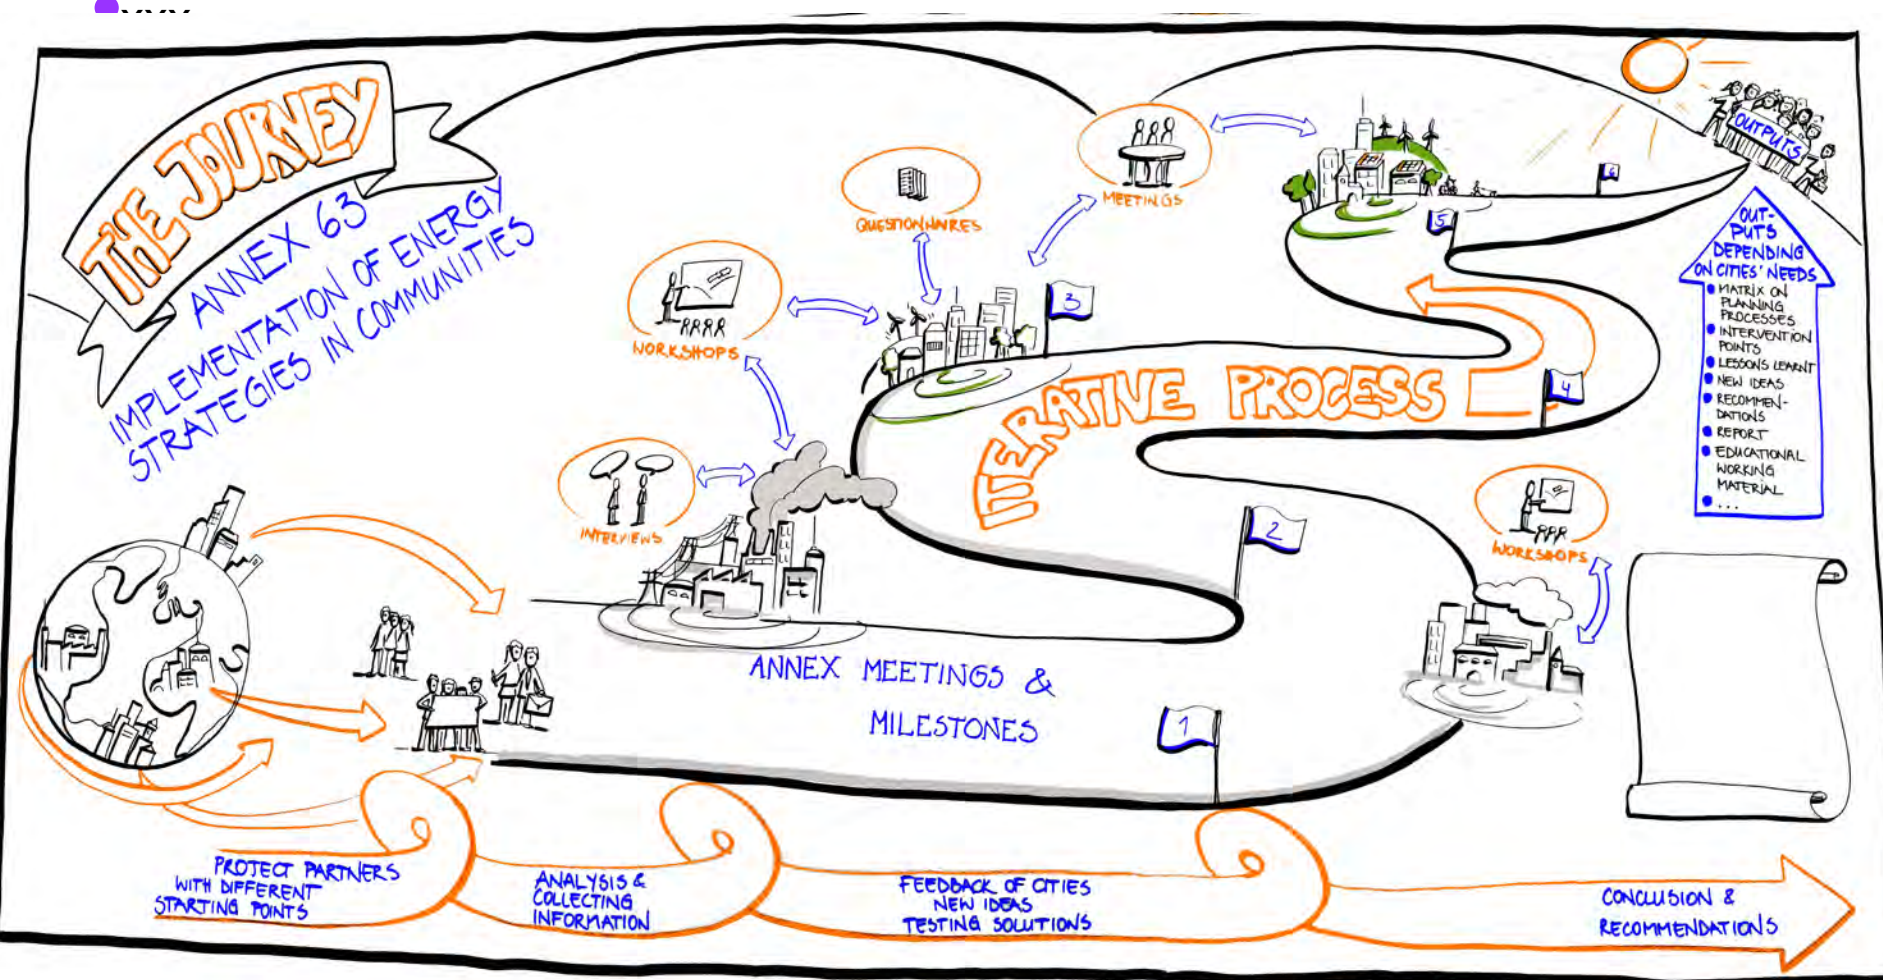 THE JOURNEY
ANNEX 63
IMPLEMENTATION OF ENERGY
STRATEGIES IN COMMUNITIES
QUESTIONNAIRES
MEETINGS
WORKSHOPS
INTERVIEWS
ITERATIVE PROCESS
WORKSHOPS
1
2
3
4
5
6
OUTPUTS
OUT-
PUTS
DEPENDING
ON CITIES' NEEDS
MATRIX ON
PLANNING
PROCESSES
INTERVENTION
POINTS
LESSONS LEARNT
NEW IDEAS
RECOMMEN-
DATIONS
REPORT
EDUCATIONAL
WORKING
MATERIAL
...
ANNEX MEETINGS &
MILESTONES
PROJECT PARTNERS
WITH DIFFERENT
STARTING POINTS
ANALYSIS &
COLLECTING
INFORMATION
FEEDBACK OF CITIES
NEW IDEAS
TESTING SOLUTIONS
CONCLUSION &
RECOMMENDATIONS